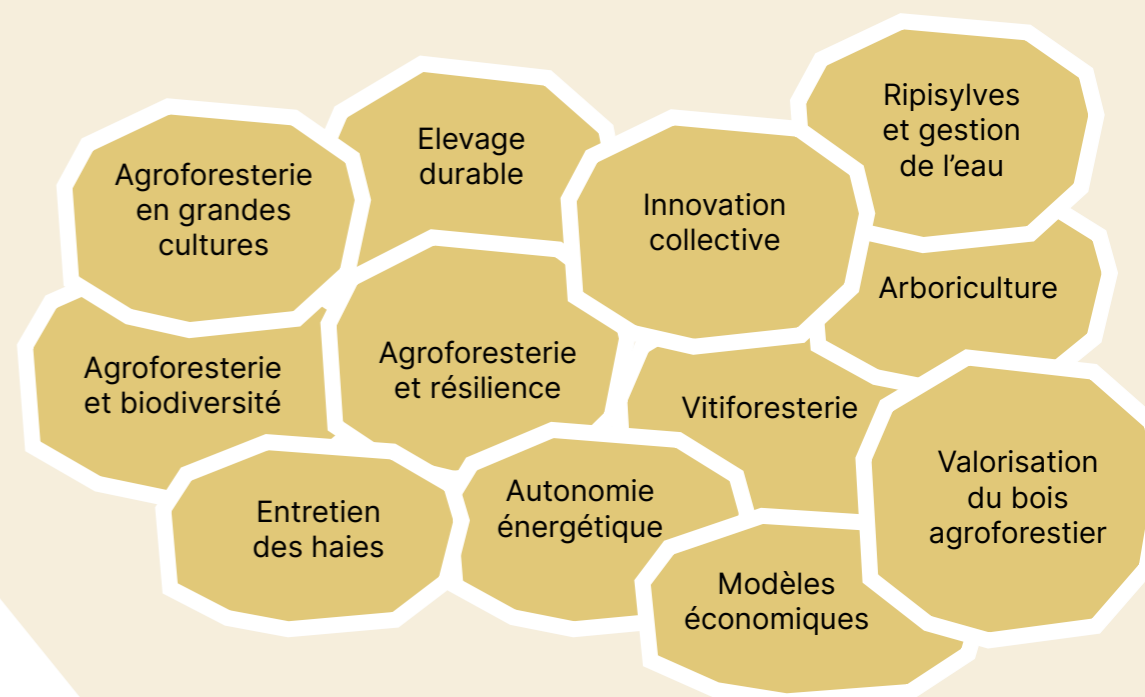 Ripisylves
et gestion
de l’eau
Elevage
durable
Agroforesterie
en grandes
cultures
Innovation
collective
Arboriculture
Agroforesterie
et biodiversité
Agroforesterie
et résilience
Vitiforesterie
Valorisation
du bois
agroforestier
Entretien
des haies
Autonomie
énergétique
Modèles
économiques